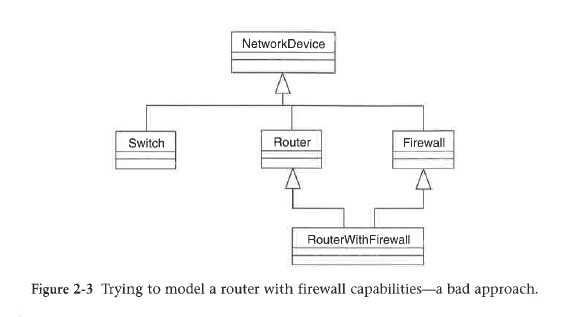 NetworkDevice
Switch
Router
Firewall
RouterWithFirewall
Figure 2-3 Trying to model a router with firewall capabilities—a bad approach.